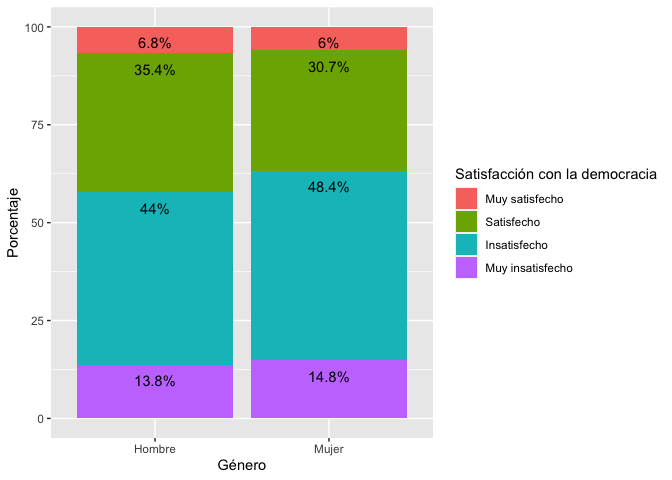 100
75
50
25
0
Porcentaje
6.8%
6%
35.4%
30.7%
44%
48.4%
13.8%
14.8%
Hombre
Mujer
Género
Satisfacción con la democracia
Muy satisfecho
Satisfecho
Insatisfecho
Muy insatisfecho